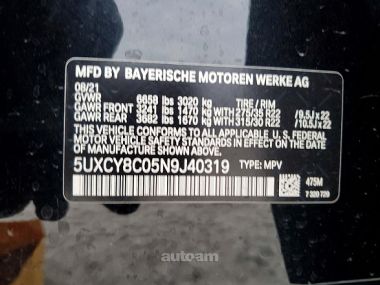 MFD BY BAYERISCHE MOTOREN WERKE AG
08/21
GVWR 6658 lbs 3020 kg TIRE / RIM
GAWR FRONT 3241 lbs 1470 kg W/275/35 R22 /9.5J x 22
GAWR REAR 3682 lbs 1670 kg W/315/30 R22 /10.5J x 22
THIS VEHICLE CONFORMS TO ALL APPLICABLE U.S. FEDERAL
MOTOR VEHICLE SAFETY STANDARDS IN EFFECT ON THE
DATE OF MANUFACTURE SHOWN ABOVE.
5UXCY8C05N9J40319 TYPE: MPV
475M
7 320 729
autoam